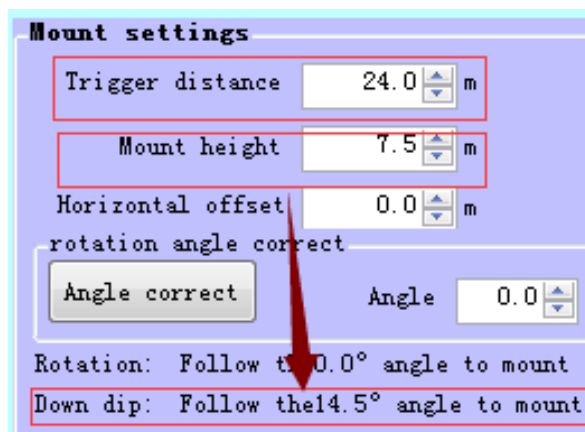 Mount settings
Trigger distance 24.0 m
Mount height 7.5 m
Horizontal offset 0.0 m
rotation angle correct
Angle correct Angle 0.0
Rotation: Follow the0.0° angle to mount
Down dip: Follow the14.5° angle to mount